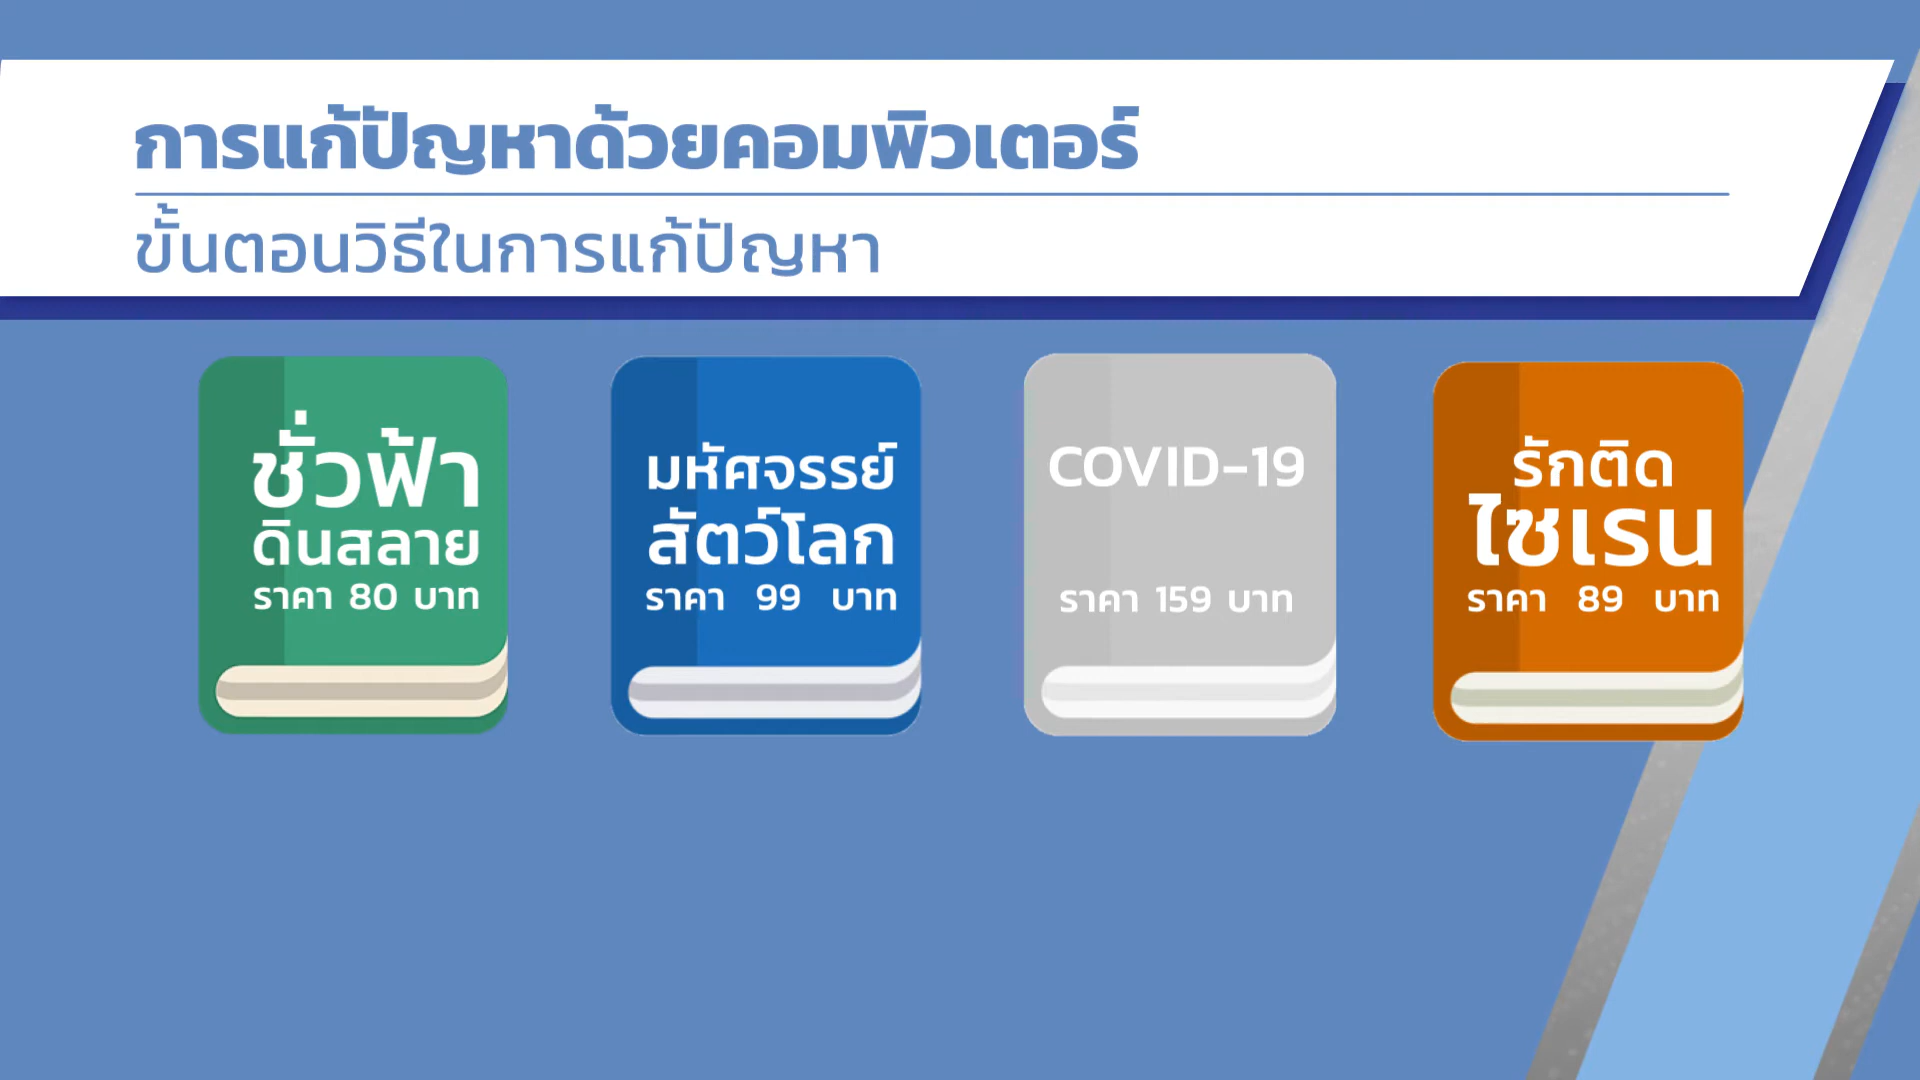 การแก้ปัญหาด้วยคอมพิวเตอร์
ขั้นตอนวิธีในการแก้ปัญหา
ชั่วฟ้า
ดินสลาย
ราคา 80 บาท
มหัศจรรย์
สัตว์โลก
ราคา 99 บาท
COVID-19
ราคา 159 บาท
รักติด
ไซเรน
ราคา 89 บาท